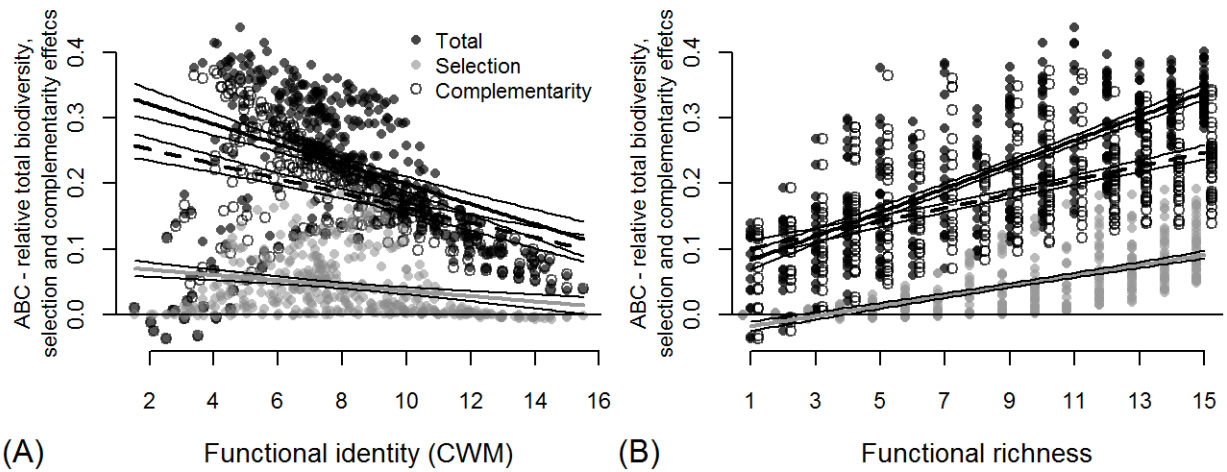 ABC - relative total biodiversity,
selection and complementarity effetcs
0.0 0.1 0.2 0.3 0.4
Total
Selection
Complementarity
2 4 6 8 10 12 14 16
(A) Functional identity (CWM)
ABC - relative total biodiversity,
selection and complementarity effetcs
0.0 0.1 0.2 0.3 0.4
1 3 5 7 9 11 13 15
(B) Functional richness